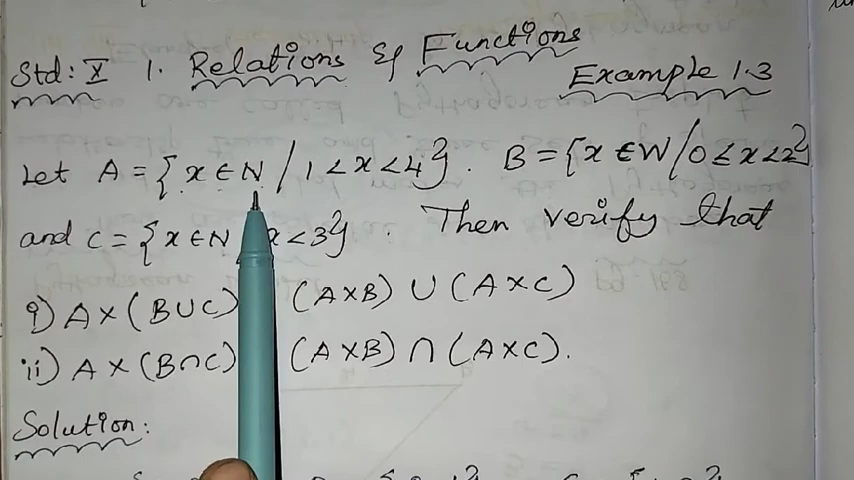 Std: X 1. Relations & Functions
Example 1.3
Let A = {x ∈ N / 1 < x < 4}. B = {x ∈ W / 0 ≤ x < 2}
and C = {x ∈ N x < 3}. Then verify that
i) A × (B ∪ C) (A × B) ∪ (A × C)
ii) A × (B ∩ C) (A × B) ∩ (A × C).
Solution: